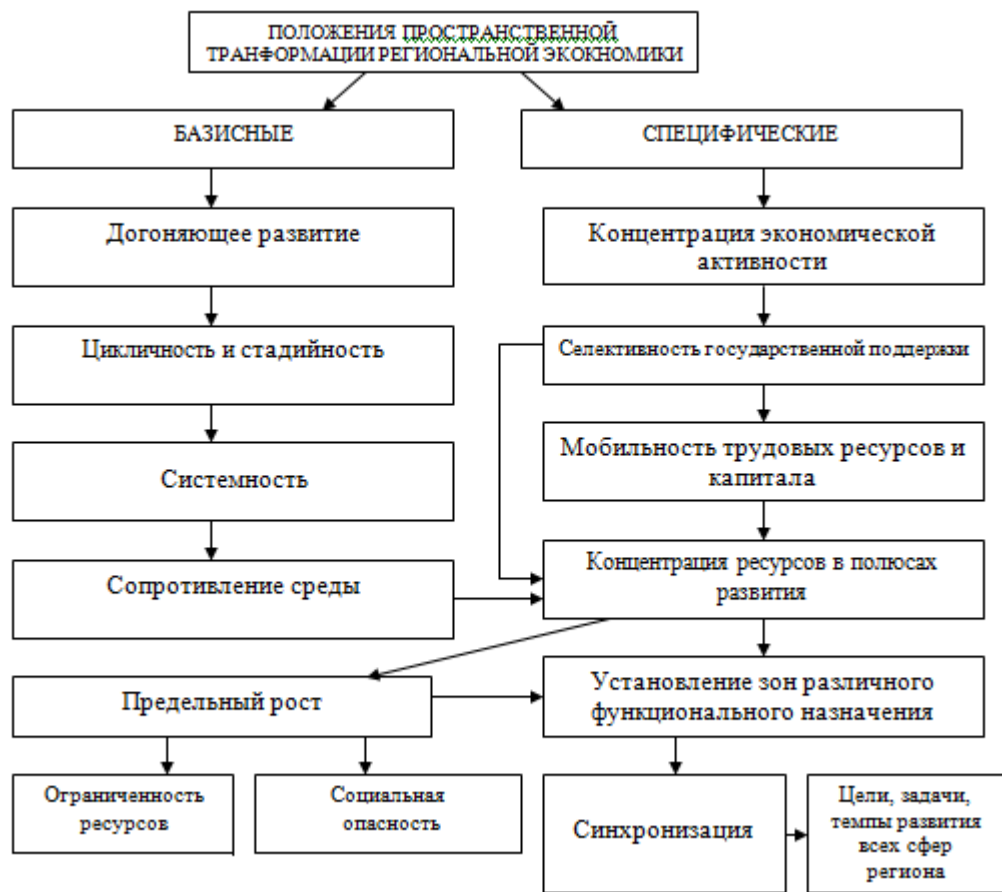 ПОЛОЖЕНИЯ ПРОСТРАНСТВЕННОЙ
ТРАНФОРМАЦИИ РЕГИОНАЛЬНОЙ ЭКОКНОМИКИ
БАЗИСНЫЕ
СПЕЦИФИЧЕСКИЕ
Догоняющее развитие
Концентрация экономической
активности
Цикличность и стадийность
Селективность государственной поддержки
Мобильность трудовых ресурсов и
капитала
Системность
Концентрация ресурсов в полюсах
развития
Сопротивление среды
Установление зон различного
функционального назначения
Предельный рост
Ограниченность
ресурсов
Социальная
опасность
Синхронизация
Цели, задачи,
темпы развития
всех сфер
региона